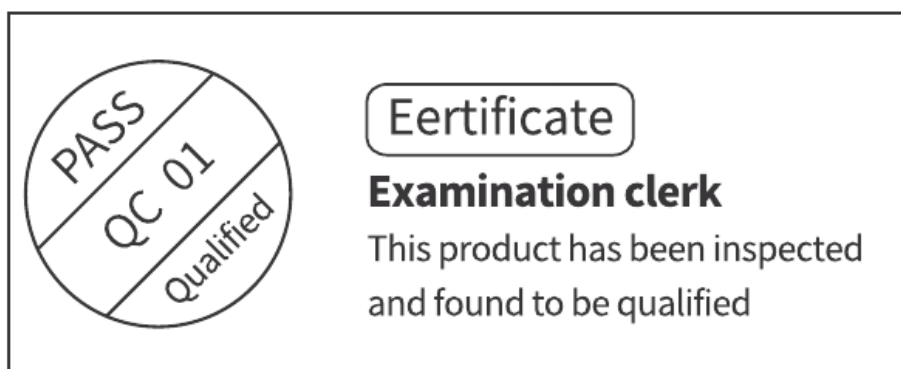 PASS
QC 01
Qualified
Eertificate
Examination clerk
This product has been inspected
and found to be qualified